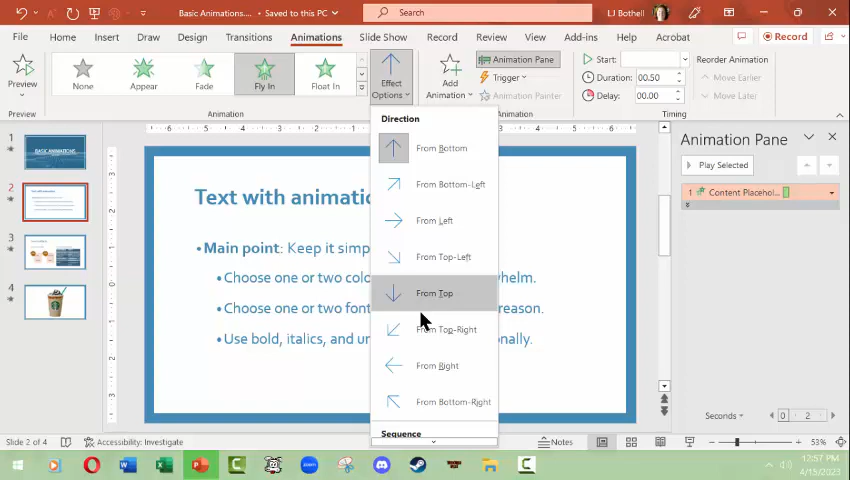 Basic Animations.... • Saved to this PC
Search
LJ Bothell
File Home Insert Draw Design Transitions Animations Slide Show Record Review View Add-ins Help Acrobat
Record
Preview
None
Appear
Fade
Fly In
Float In
Effect
Options
Add
Animation
Animation Pane
Trigger
Animation Painter
Start:
Duration: 00.50
Delay: 00.00
Reorder Animation
Move Earlier
Move Later
Preview
Animation
Timing
Direction
From Bottom
From Bottom-Left
From Left
From Top-Left
From Top
From Top-Right
From Right
From Bottom-Right
Sequence
1
BASIC ANIMATIONS
2
3
4
Text with animatio
•Main point: Keep it simp
•Choose one or two colo
whelm.
•Choose one or two font
reason.
•Use bold, italics, and un
onally.
Animation Pane
Play Selected
1
Content Placehol...
Seconds
0
2
Slide 2 of 4
Accessibility: Investigate
Notes
53%
12:57 PM
4/15/2023